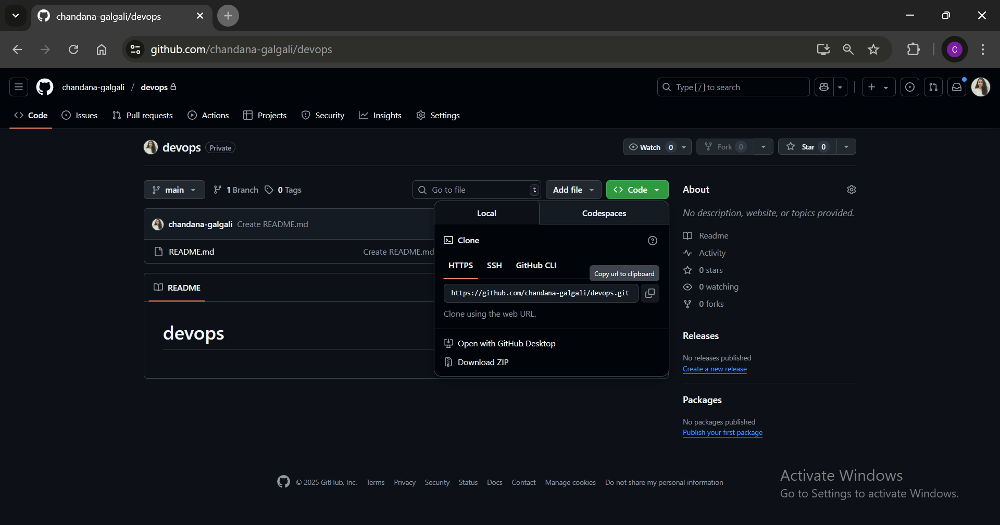 chandana-galgali/devops
github.com/chandana-galgali/devops
C
chandana-galgali / devops
Type / to search
Code Issues Pull requests Actions Projects Security Insights Settings
devops Private
Watch 0 Fork 0 Star 0
main 1 Branch 0 Tags Go to file t Add file Code
chandana-galgali Create README.md
README.md Create README.md
README
devops
Local Codespaces
Clone
HTTPS SSH GitHub CLI
Copy url to clipboard
https://github.com/chandana-galgali/devops.git
Clone using the web URL.
Open with GitHub Desktop
Download ZIP
About
No description, website, or topics provided.
Readme
Activity
0 stars
0 watching
0 forks
Releases
No releases published
Create a new release
Packages
No packages published
Publish your first package
© 2025 GitHub, Inc. Terms Privacy Security Status Docs Contact Manage cookies Do not share my personal information
Activate Windows
Go to Settings to activate Windows.